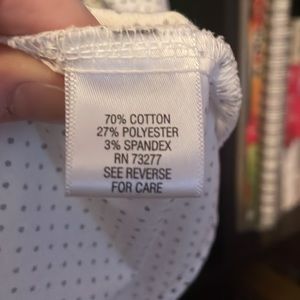 70% COTTON
27% POLYESTER
3% SPANDEX
RN 73277
SEE REVERSE
FOR CARE